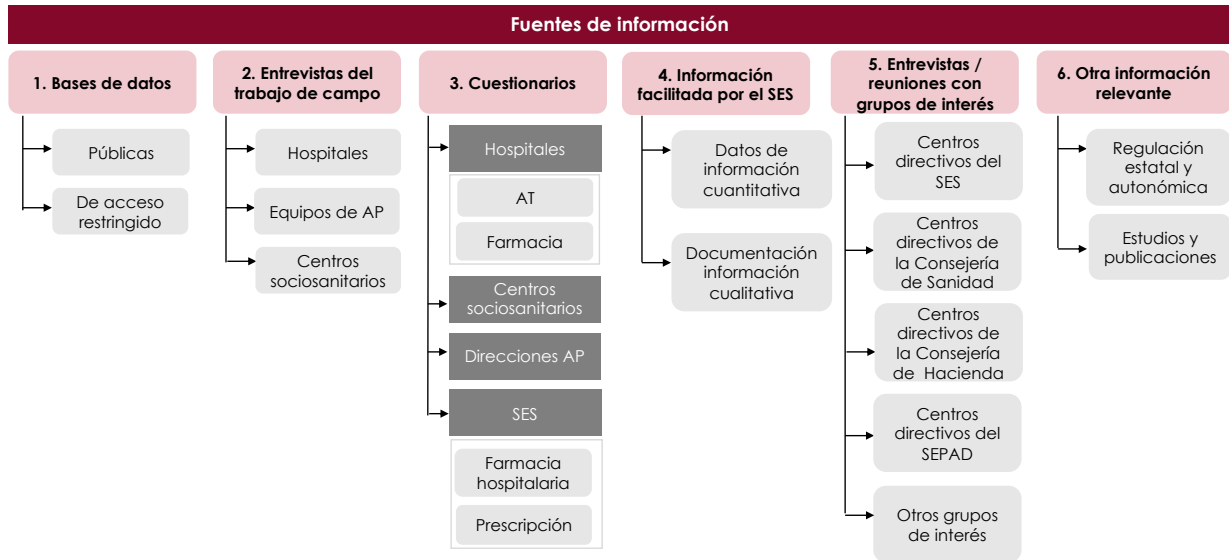 Fuentes de información
1. Bases de datos
Públicas
De acceso
restringido
2. Entrevistas del
trabajo de campo
Hospitales
Equipos de AP
Centros
sociosanitarios
3. Cuestionarios
Hospitales
AT
Farmacia
Centros
sociosanitarios
Direcciones AP
SES
Farmacia
hospitalaria
Prescripción
4. Información
facilitada por el SES
Datos de
información
cuantitativa
Documentación
información
cualitativa
5. Entrevistas /
reuniones con
grupos de interés
Centros
directivos del
SES
Centros
directivos de
la Consejería
de Sanidad
Centros
directivos de
la Consejería
de Hacienda
Centros
directivos del
SEPAD
Otros grupos
de interés
6. Otra información
relevante
Regulación
estatal y
autonómica
Estudios y
publicaciones